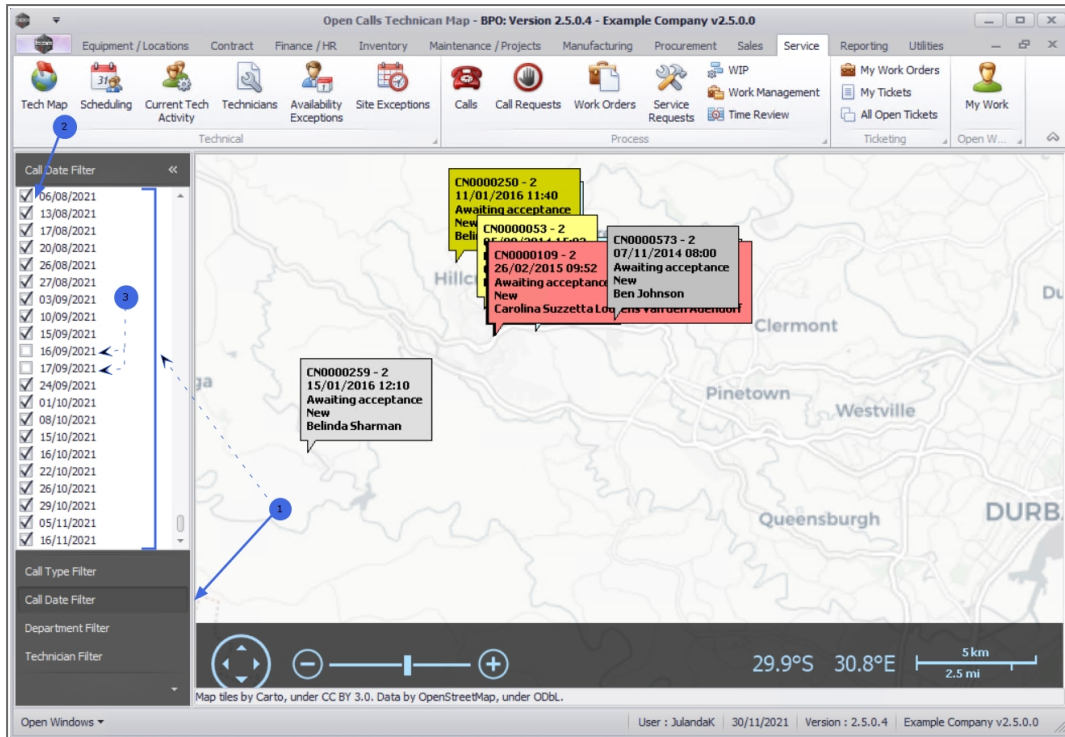 Open Calls Technican Map - BPO: Version 2.5.0.4 - Example Company v2.5.0.0
Equipment / Locations Contract Finance / HR Inventory Maintenance / Projects Manufacturing Procurement Sales Service Reporting Utilities
Tech Map
Scheduling
Current Tech
Activity
Technicians
Availability
Exceptions
Site Exceptions
Technical
Calls
Call Requests
Work Orders
Service
Requests
WIP
Work Management
Time Review
Process
My Work Orders
My Tickets
All Open Tickets
Ticketing
My Work
Open W...
2
Call Date Filter
06/08/2021
13/08/2021
17/08/2021
20/08/2021
26/08/2021
27/08/2021
03/09/2021
10/09/2021
15/09/2021
16/09/2021
17/09/2021
24/09/2021
01/10/2021
08/10/2021
15/10/2021
16/10/2021
22/10/2021
26/10/2021
29/10/2021
05/11/2021
16/11/2021
3
1
Call Type Filter
Call Date Filter
Department Filter
Technician Filter
CN0000250 - 2
11/01/2016 11:40
Awaiting acceptance
New
CN0000053 - 2
CN0000109 - 2
26/02/2015 09:52
Awaiting acceptance
New
Carolina Suzzetta
CN0000573 - 2
07/11/2014 08:00
Awaiting acceptance
New
Ben Johnson
CN0000259 - 2
15/01/2016 12:10
Awaiting acceptance
New
Belinda Sharman
Clermont
Pinetown
Westville
Queensburgh
DURB
29.9°S 30.8°E
5 km
2.5 mi
Map tiles by Carto, under CC BY 3.0. Data by OpenStreetMap, under ODbL.
Open Windows
User : JulandaK 30/11/2021 Version : 2.5.0.4 Example Company v2.5.0.0